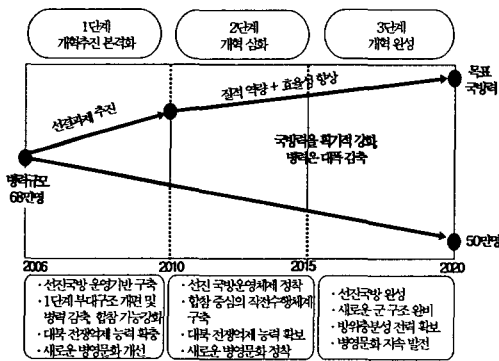 1단계
개혁추진 본격화
2단계
개혁 심화
3단계
개혁 완성
목표
국방력
선결과제 추진
질적 역량 + 효율성 향상
국방력을 획기적 강화,
병력은 대폭 감축
병력규모
68만명
50만명
2005
2010
2015
2020
· 선진국방 운영기반 구축
· 1단계 부대구조 개편 및
병력 감축, 합참 기능강화
· 대북 전쟁억제 능력 확충
· 새로운 병영문화 개선
· 선진 국방운영체제 정착
· 합참 중심영 작전수행체계
구축
· 대북 전쟁억제 능력 확보
· 새로운 병영문화 정착
· 선진국방 완성
· 새로운 군 구조 완비
· 방위충분성 전력 확보
· 병영문화 지속 발전